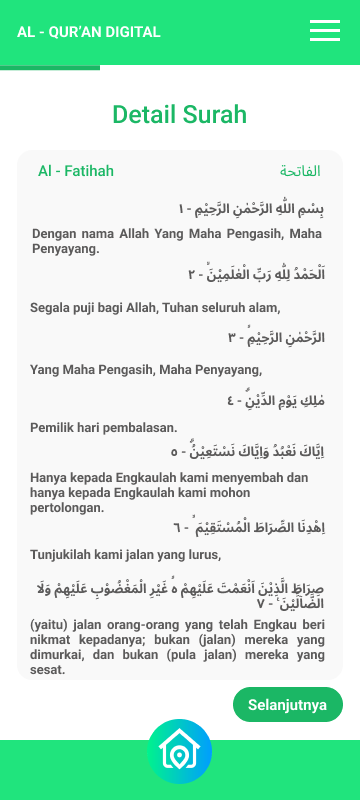 AL - QUR'AN DIGITAL
Detail Surah
Al - Fatihah
الفاتحة
بِسْمِ اللّٰهِ الرَّحْمٰنِ الرَّحِيْمِ - ١
Dengan nama Allah Yang Maha Pengasih, Maha
Penyayang.
اَلْحَمْدُ لِلّٰهِ رَبِّ الْعٰلَمِيْنَۙ - ٢
Segala puji bagi Allah, Tuhan seluruh alam,
الرَّحْمٰنِ الرَّحِيْمِۙ - ٣
Yang Maha Pengasih, Maha Penyayang,
مٰلِكِ يَوْمِ الدِّيْنِۗ - ٤
Pemilik hari pembalasan.
اِيَّاكَ نَعْبُدُ وَاِيَّاكَ نَسْتَعِيْنُۗ - ٥
Hanya kepada Engkaulah kami menyembah dan
hanya kepada Engkaulah kami mohon
pertolongan.
اِهْدِنَا الصِّرَاطَ الْمُسْتَقِيْمَ ۙ - ٦
Tunjukilah kami jalan yang lurus,
صِرَاطَ الَّذِيْنَ اَنْعَمْتَ عَلَيْهِمْ ەۙ غَيْرِ الْمَغْضُوْبِ عَلَيْهِمْ وَلَا
الضَّاۤلِّيْنَ ࣖ - ٧
(yaitu) jalan orang-orang yang telah Engkau beri
nikmat kepadanya; bukan (jalan) mereka yang
dimurkai, dan bukan (pula jalan) mereka yang
sesat.
Selanjutnya